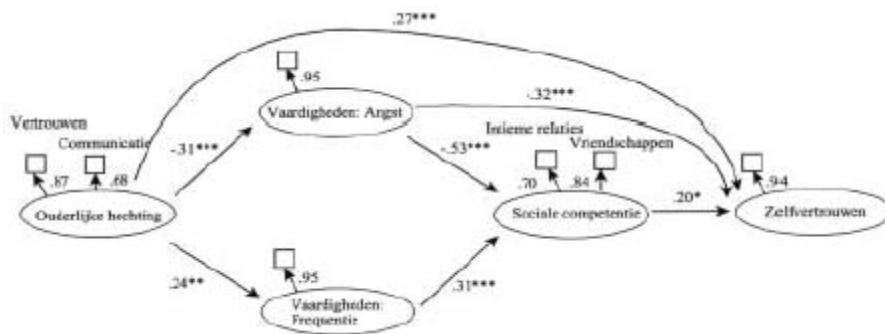 .27***
.95
Vaardigheden: Angst
-.32***
Vertrouwen
Communicatie
-.31***
-.53***
Intieme relaties
Vriendschappen
.87
.68
.70
.84
.94
Ouderlijke hechting
Sociale competentie
.20*
Zelfvertrouwen
.24**
.95
.31***
Vaardigheden:
Frequentie